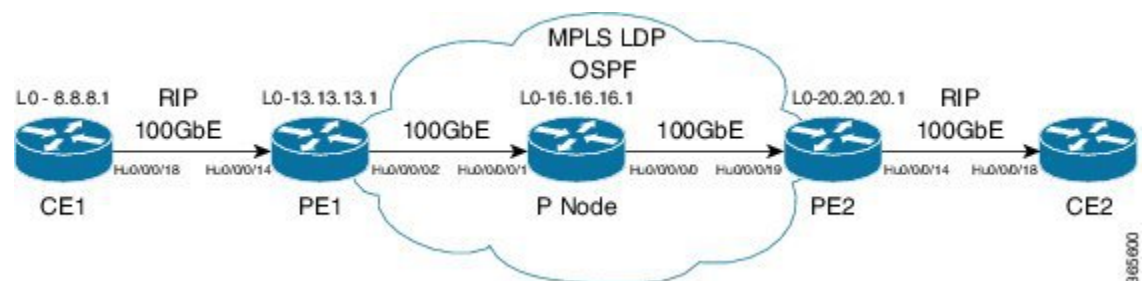 MPLS LDP
OSPF
L0 - 8.8.8.1
RIP
L0-13.13.13.1
L0-16.16.16.1
L0-20.20.20.1
RIP
100GbE
100GbE
100GbE
100GbE
Hu0/0/0/18
Hu0/0/0/14
Hu0/0/0/2
Hu0/0/0/1
Hu0/0/0/0
Hu0/0/0/19
Hu0/0/0/14
Hu0/0/0/18
CE1
PE1
P Node
PE2
CE2
365600